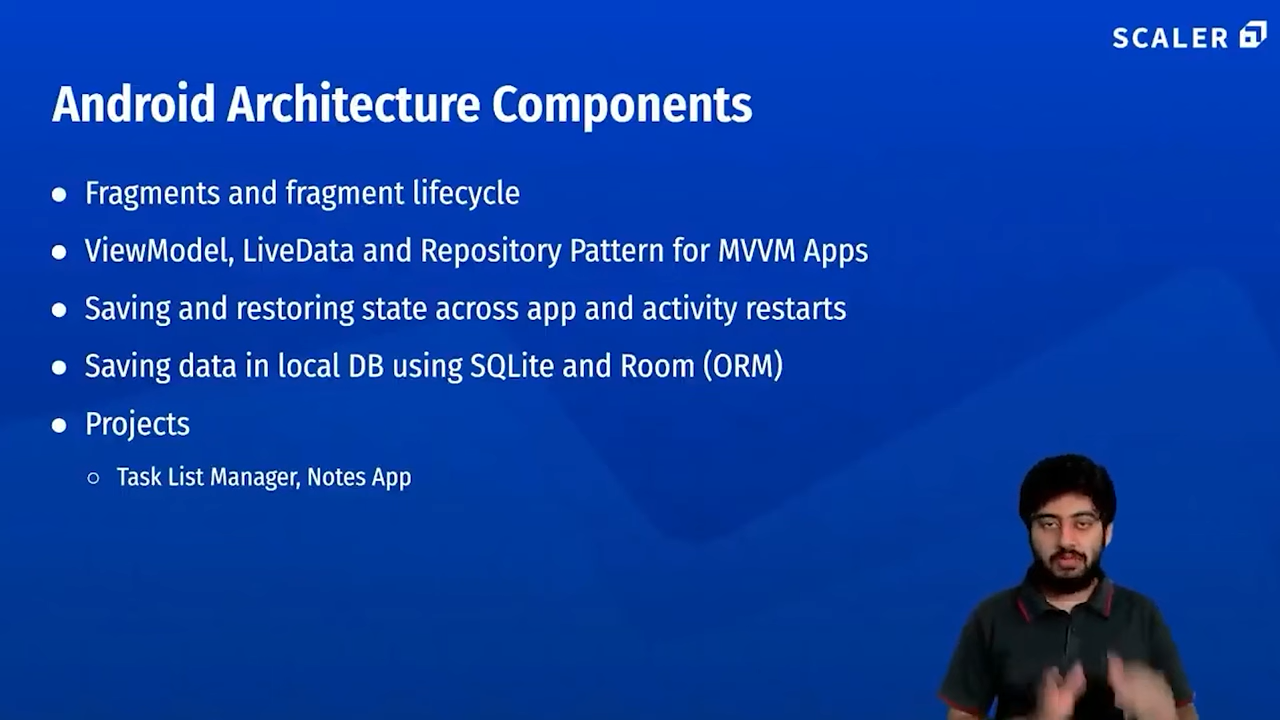 SCALER
Android Architecture Components
● Fragments and fragment lifecycle
● ViewModel, LiveData and Repository Pattern for MVVM Apps
● Saving and restoring state across app and activity restarts
● Saving data in local DB using SQLite and Room (ORM)
● Projects
○ Task List Manager, Notes App